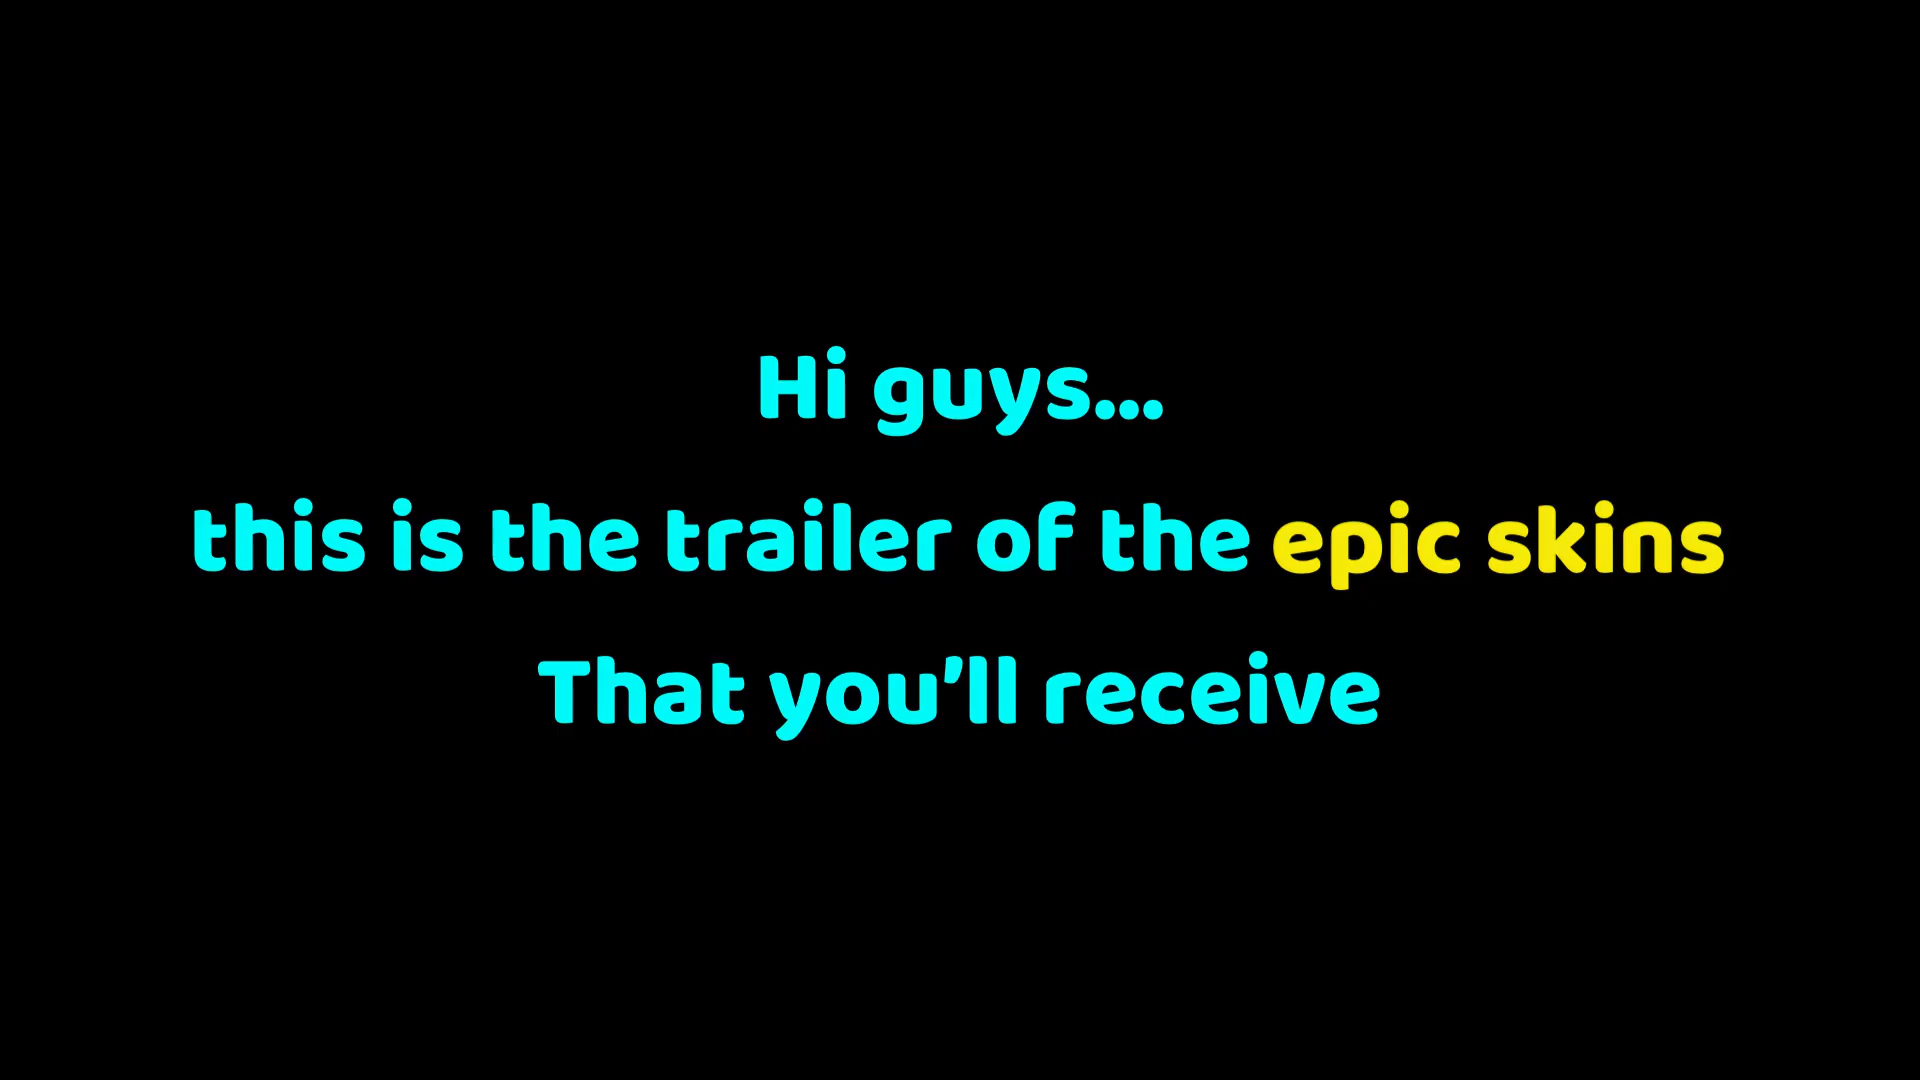 Hi guys...
this is the trailer of the epic skins
That you'll receive